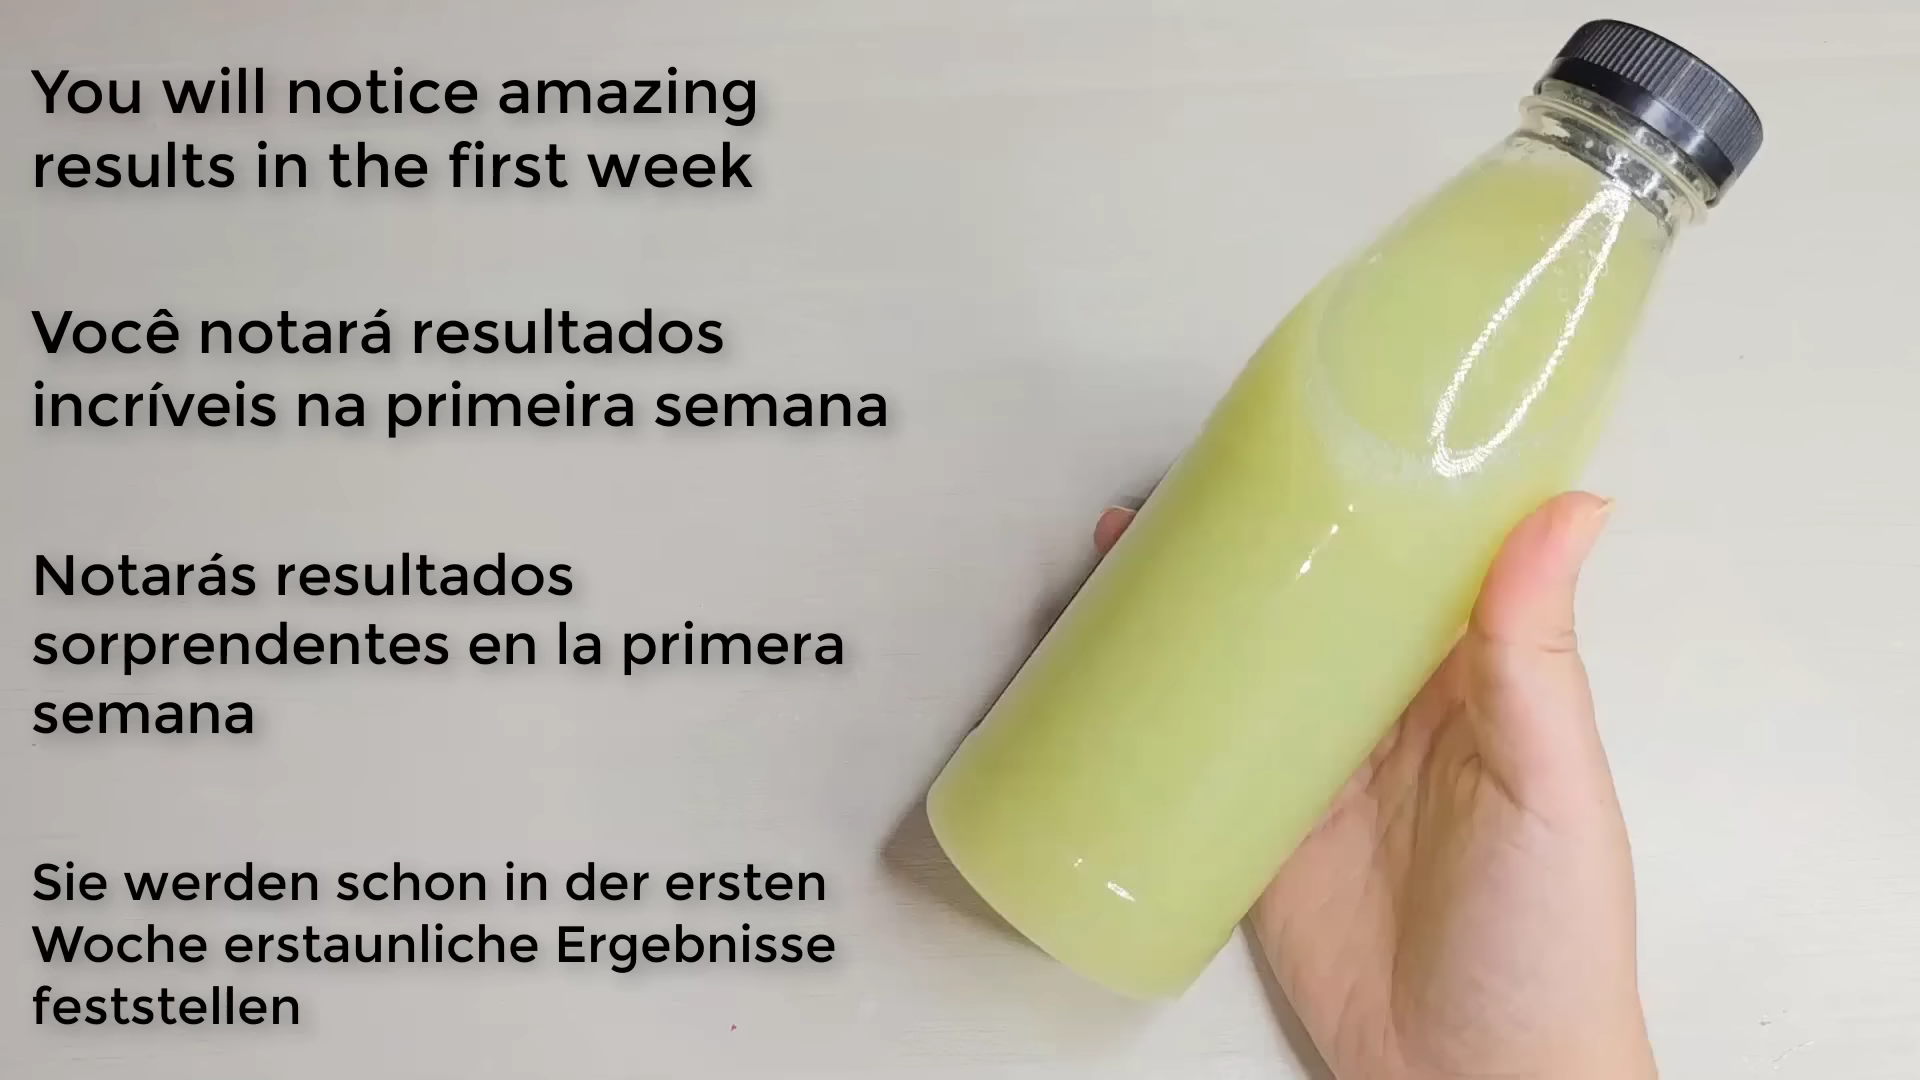 You will notice amazing
results in the first week
Você notará resultados
incríveis na primeira semana
Notarás resultados
sorprendentes en la primera
semana
Sie werden schon in der ersten
Woche erstaunliche Ergebnisse
feststellen